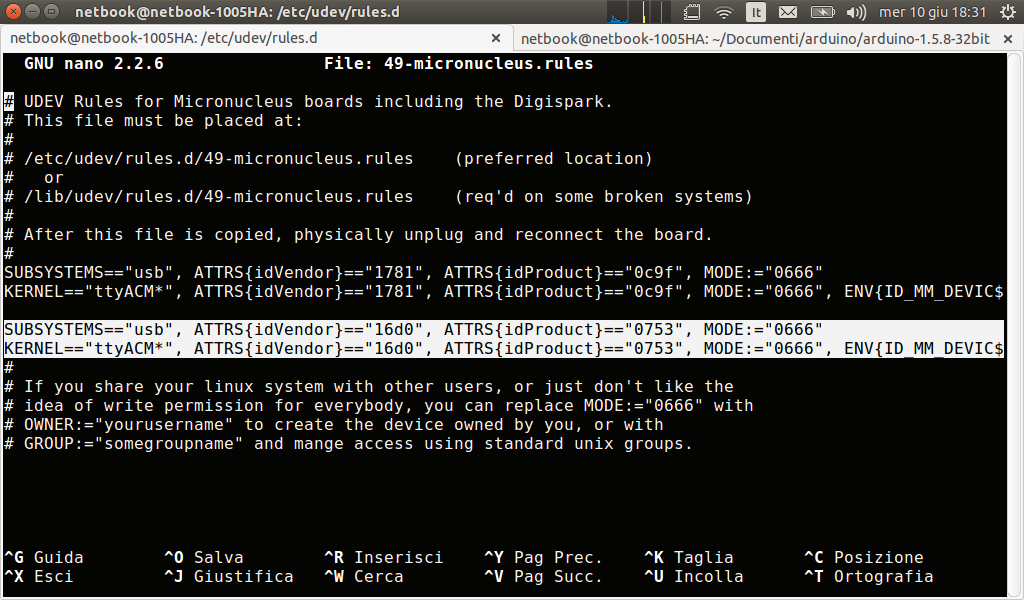 netbook@netbook-1005HA: /etc/udev/rules.d
It
mer 10 giu 18:31
netbook@netbook-1005HA: /etc/udev/rules.d × netbook@netbook-1005HA: ~/Documenti/arduino/arduino-1.5.8-32bit ×
GNU nano 2.2.6 File: 49-micronucleus.rules
# UDEV Rules for Micronucleus boards including the Digispark.
# This file must be placed at:
#
# /etc/udev/rules.d/49-micronucleus.rules (preferred location)
# or
# /lib/udev/rules.d/49-micronucleus.rules (req'd on some broken systems)
#
# After this file is copied, physically unplug and reconnect the board.
#
SUBSYSTEMS=="usb", ATTRS{idVendor}=="1781", ATTRS{idProduct}=="0c9f", MODE:="0666"
KERNEL=="ttyACM*", ATTRS{idVendor}=="1781", ATTRS{idProduct}=="0c9f", MODE:="0666", ENV{ID_MM_DEVIC$
SUBSYSTEMS=="usb", ATTRS{idVendor}=="16d0", ATTRS{idProduct}=="0753", MODE:="0666"
KERNEL=="ttyACM*", ATTRS{idVendor}=="16d0", ATTRS{idProduct}=="0753", MODE:="0666", ENV{ID_MM_DEVIC$
#
# If you share your linux system with other users, or just don't like the
# idea of write permission for everybody, you can replace MODE:="0666" with
# OWNER:="yourusername" to create the device owned by you, or with
# GROUP:="somegroupname" and mange access using standard unix groups.
^G Guida ^O Salva ^R Inserisci ^Y Pag Prec. ^K Taglia ^C Posizione
^X Esci ^J Giustifica ^W Cerca ^V Pag Succ. ^U Incolla ^T Ortografia